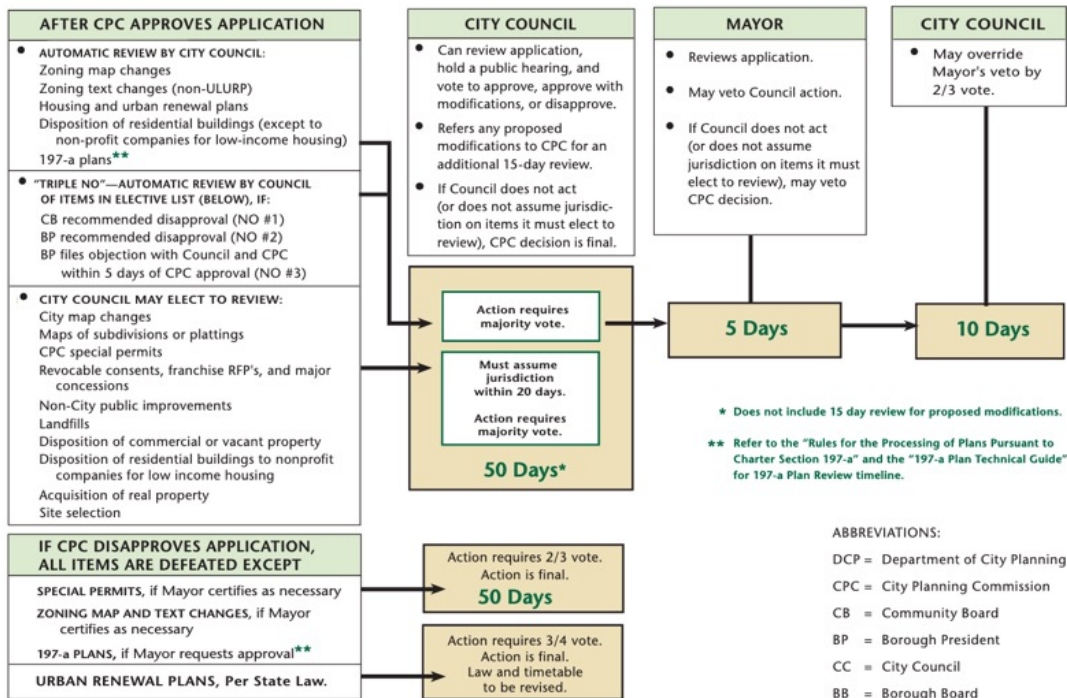 AFTER CPC APPROVES APPLICATION
• AUTOMATIC REVIEW BY CITY COUNCIL:
Zoning map changes
Zoning text changes (non-ULURP)
Housing and urban renewal plans
Disposition of residential buildings (except to
non-profit companies for low-income housing)
197-a plans**
• "TRIPLE NO"—AUTOMATIC REVIEW BY COUNCIL
OF ITEMS IN ELECTIVE LIST (BELOW), IF:
CB recommended disapproval (NO #1)
BP recommended disapproval (NO #2)
BP files objection with Council and CPC
within 5 days of CPC approval (NO #3)
• CITY COUNCIL MAY ELECT TO REVIEW:
City map changes
Maps of subdivisions or plattings
CPC special permits
Revocable consents, franchise RFP's, and major
concessions
Non-City public improvements
Landfills
Disposition of commercial or vacant property
Disposition of residential buildings to nonprofit
companies for low income housing
Acquisition of real property
Site selection
CITY COUNCIL
• Can review application,
hold a public hearing, and
vote to approve, approve with
modifications, or disapprove.
• Refers any proposed
modifications to CPC for an
additional 15-day review.
• If Council does not act
(or does not assume jurisdic-
tion on items it must elect to
review), CPC decision is final.
Action requires
majority vote.
Must assume
jurisdiction
within 20 days.
Action requires
majority vote.
50 Days*
MAYOR
• Reviews application.
• May veto Council action.
• If Council does not act
(or does not assume
jurisdiction on items it must
elect to review), may veto
CPC decision.
5 Days
CITY COUNCIL
• May override
Mayor's veto by
2/3 vote.
10 Days
* Does not include 15 day review for proposed modifications.
** Refer to the "Rules for the Processing of Plans Pursuant to
Charter Section 197-a" and the "197-a Plan Technical Guide"
for 197-a Plan Review timeline.
IF CPC DISAPPROVES APPLICATION,
ALL ITEMS ARE DEFEATED EXCEPT
SPECIAL PERMITS, if Mayor certifies as necessary
ZONING MAP AND TEXT CHANGES, if Mayor
certifies as necessary
197-a PLANS, if Mayor requests approval**
URBAN RENEWAL PLANS, Per State Law.
Action requires 2/3 vote.
Action is final.
50 Days
Action requires 3/4 vote.
Action is final.
Law and timetable
to be revised.
ABBREVIATIONS:
DCP = Department of City Planning
CPC = City Planning Commission
CB = Community Board
BP = Borough President
CC = City Council
BB = Borough Board